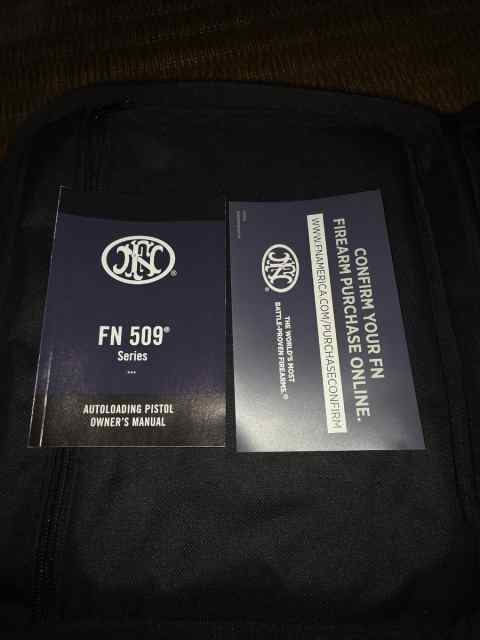 FN
®
FN 509®
Series
AUTOLOADING PISTOL
OWNER'S MANUAL
CONFIRM YOUR FN
FIREARM PURCHASE ONLINE.
WWW.FNAMERICA.COM/PURCHASECONFIRM
FN
®
THE WORLD'S MOST
BATTLE-PROVEN FIREARMS.®